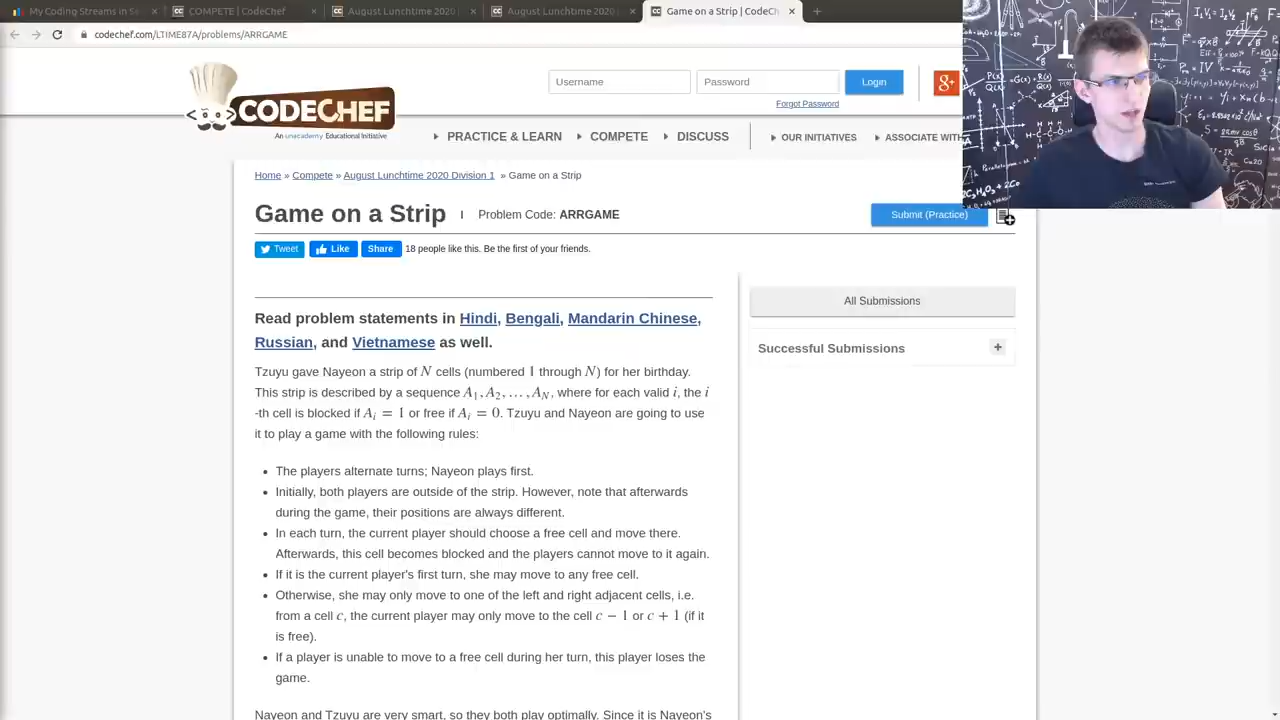 My Coding Streams in Se
COMPETE | CodeChef
August Lunchtime 2020
August Lunchtime 2020
Game on a Strip | CodeCh
codechef.com/LTIME87A/problems/ARRGAME
CODECHEF
An unacademy Educational Initiative
Username
Password
Login
Forgot Password
g+
PRACTICE & LEARN
COMPETE
DISCUSS
OUR INITIATIVES
ASSOCIATE WITH
Home » Compete » August Lunchtime 2020 Division 1 » Game on a Strip
Game on a Strip
Problem Code: ARRGAME
Submit (Practice)
Tweet
Like
Share
18 people like this. Be the first of your friends.
All Submissions
Successful Submissions
+
Read problem statements in Hindi, Bengali, Mandarin Chinese,
Russian, and Vietnamese as well.
Tzuyu gave Nayeon a strip of N cells (numbered 1 through N) for her birthday.
This strip is described by a sequence A1, A2, …, AN, where for each valid i, the i
-th cell is blocked if Ai = 1 or free if Ai = 0. Tzuyu and Nayeon are going to use
it to play a game with the following rules:
• The players alternate turns; Nayeon plays first.
• Initially, both players are outside of the strip. However, note that afterwards
during the game, their positions are always different.
• In each turn, the current player should choose a free cell and move there.
Afterwards, this cell becomes blocked and the players cannot move to it again.
• If it is the current player's first turn, she may move to any free cell.
• Otherwise, she may only move to one of the left and right adjacent cells, i.e.
from a cell c, the current player may only move to the cell c − 1 or c + 1 (if it
is free).
• If a player is unable to move to a free cell during her turn, this player loses the
game.
Nayeon and Tzuyu are very smart, so they both play optimally. Since it is Nayeon's